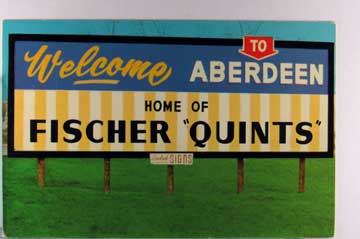 Welcome TO ABERDEEN
HOME OF
FISCHER "QUINTS"
SIGNS